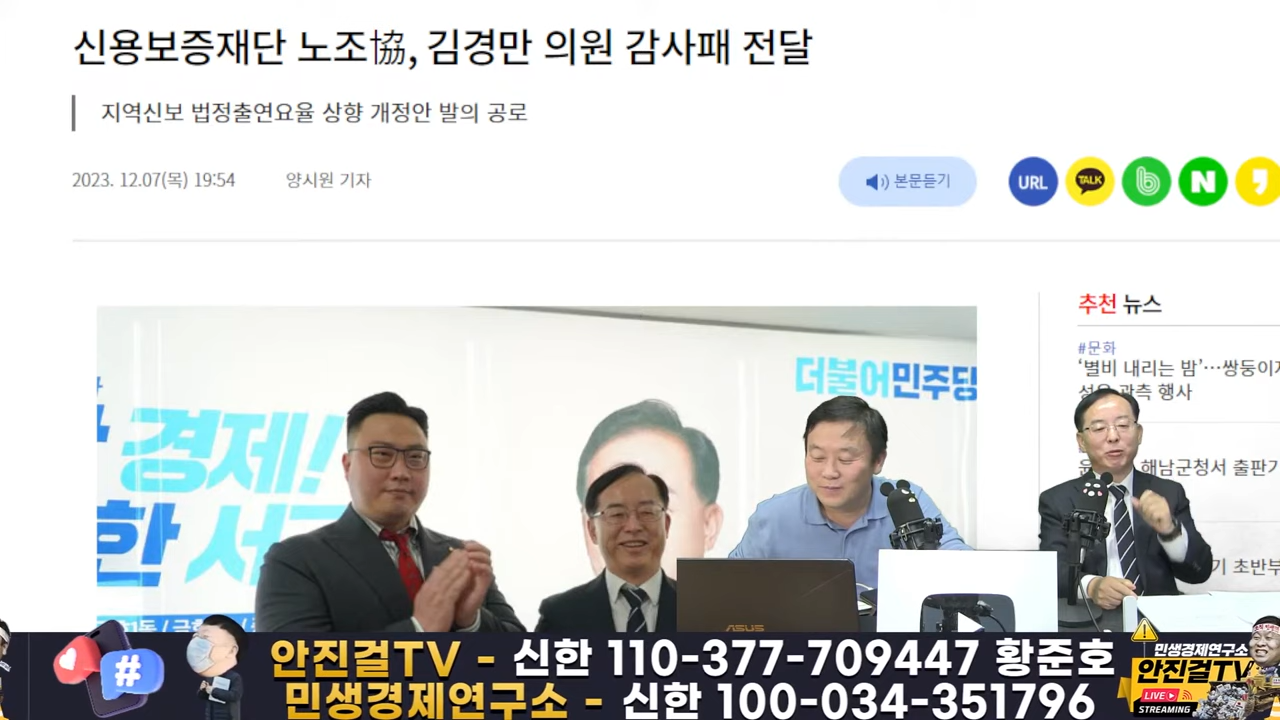 신용보증재단 노조協, 김경만 의원 감사패 전달
지역신보 법정출연요율 상향 개정안 발의 공로
2023. 12.07(목) 19:54
양시원 기자
본문듣기
URL
TALK
추천 뉴스
#문화
‘별비 내리는 밤’…쌍둥이
관측 행사
해남군청서 출판기
기 초반부
더불어민주당
경제!
한 서
ASUS
안진걸TV - 신한 110-377-709447 황준호
민생경제연구소 - 신한 100-034-351796
민생경제연구소
안진걸TV
LIVE
STREAMING
#